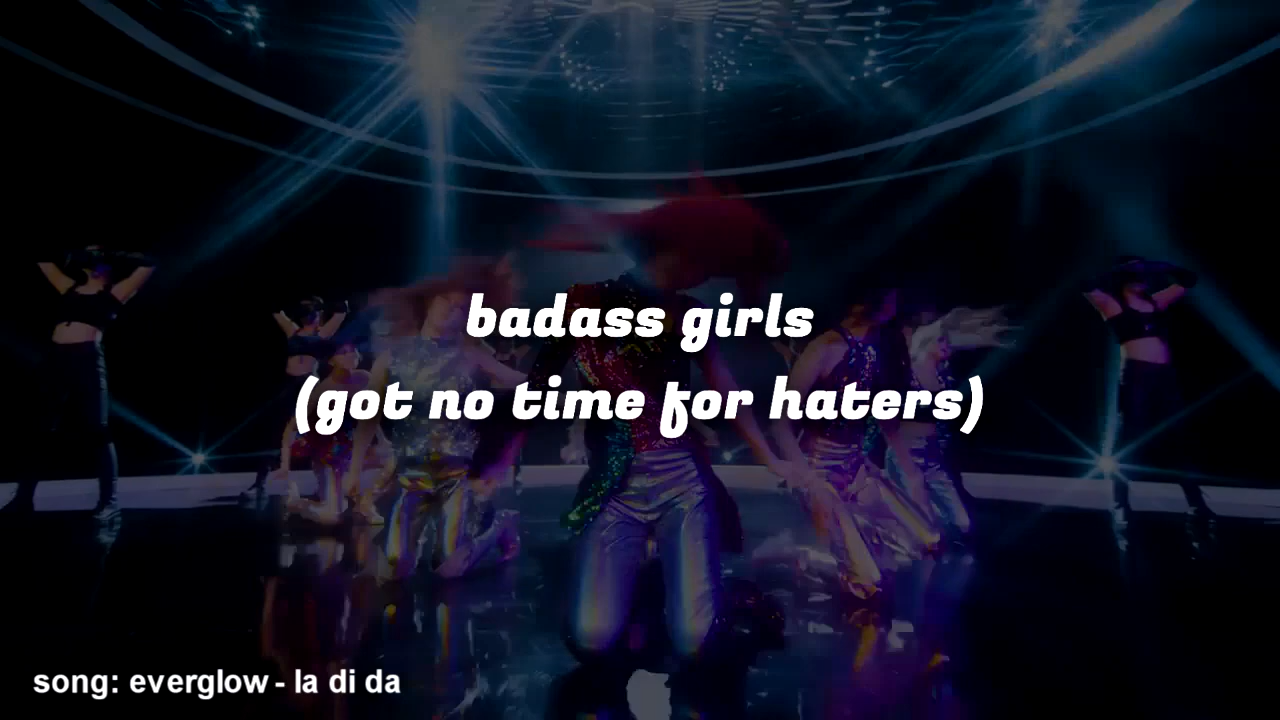 badass girls
(got no time for haters)
song: everglow - la di da